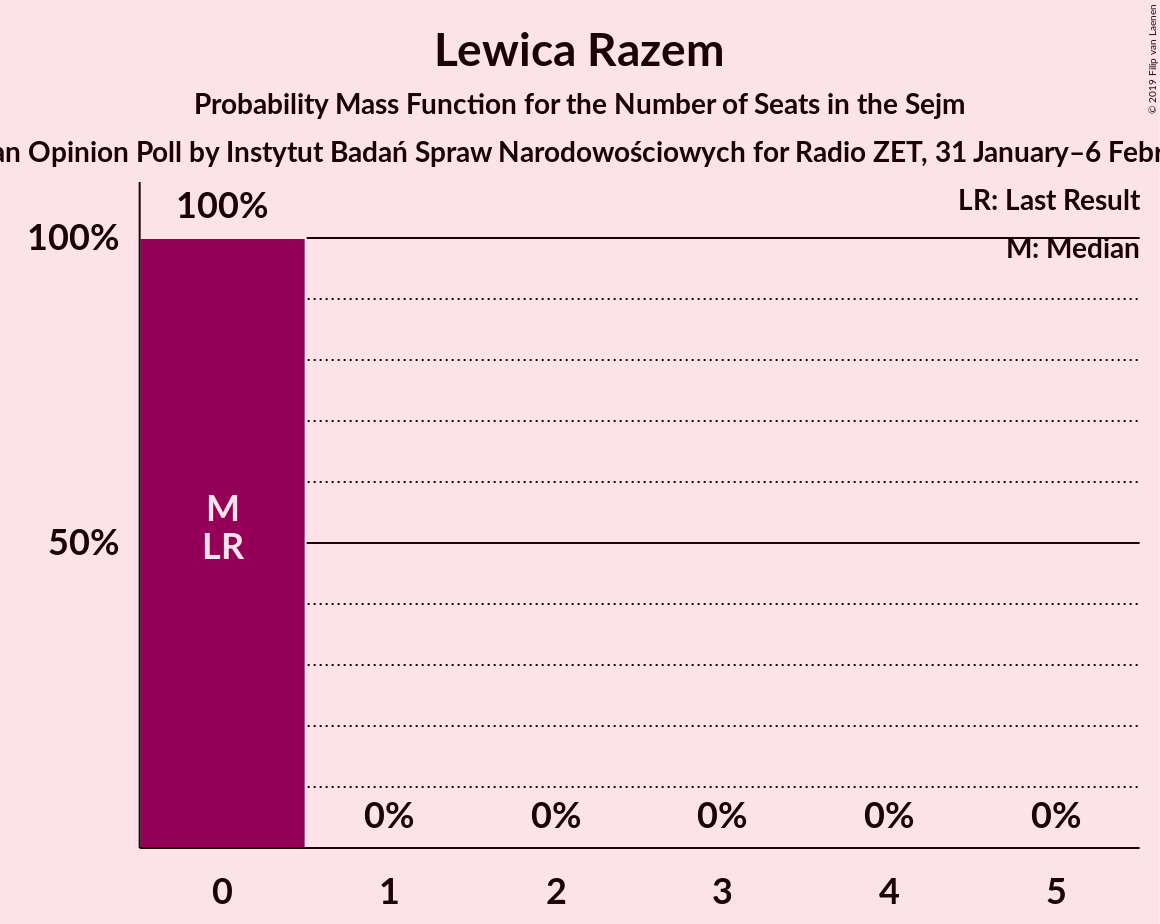 Lewica Razem
Probability Mass Function for the Number of Seats in the Sejm
an Opinion Poll by Instytut Badań Spraw Narodowościowych for Radio ZET, 31 January–6 Febr
© 2019 Filip van Laenen
LR: Last Result
M: Median
100%
100%
50%
M
LR
0%
0%
0%
0%
0%
0
1
2
3
4
5